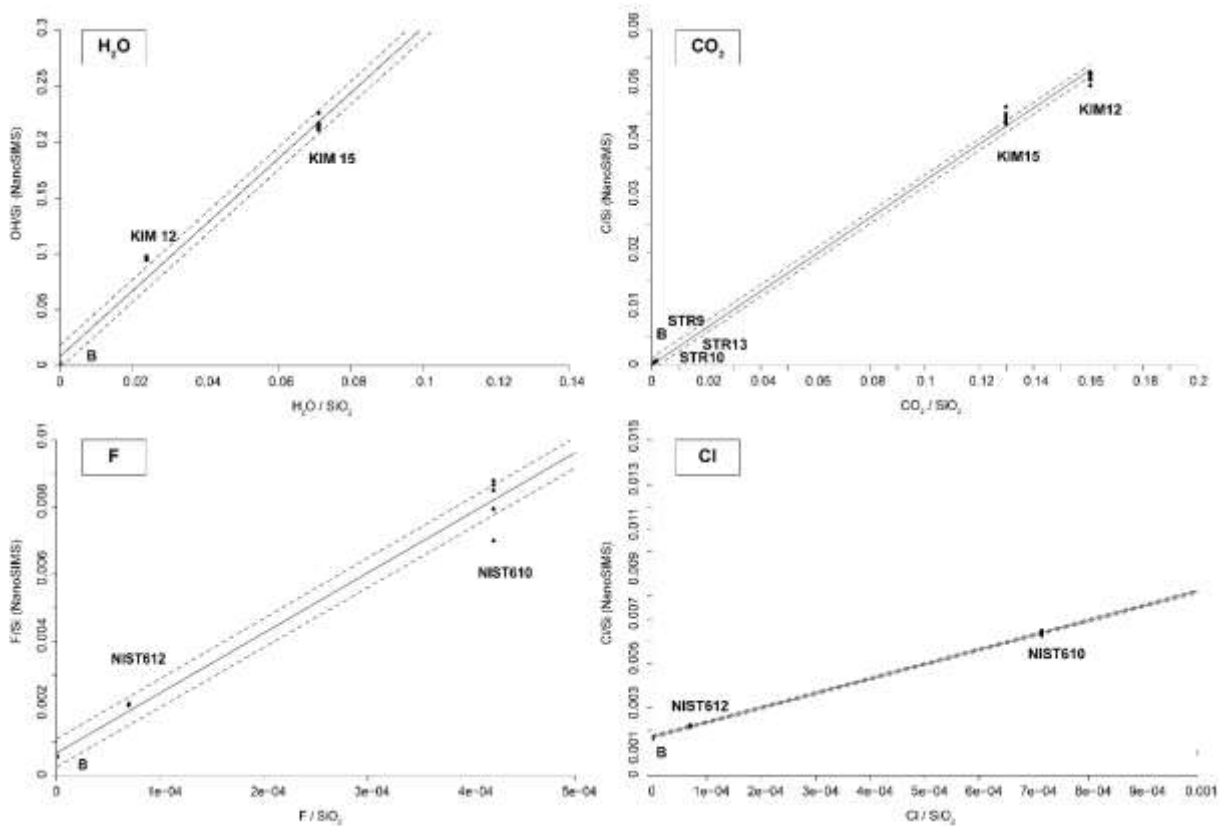 H₂O
OH/Si (NanoSIMS)
0.3
0.25
0.2
0.15
0.1
0.05
0
KIM 15
KIM 12
B
0 0.02 0.04 0.06 0.08 0.1 0.12 0.14
H₂O / SiO₂
CO₂
C/Si (NanoSIMS)
0.06
0.05
0.04
0.03
0.02
0.01
0
KIM12
KIM15
STR9
B
STR13
STR10
0 0.02 0.04 0.06 0.08 0.1 0.12 0.14 0.16 0.18 0.2
CO₂ / SiO₂
F
F/Si (NanoSIMS)
0.01
0.008
0.006
0.004
0.002
0
NIST610
NIST612
B
0 1e−04 2e−04 3e−04 4e−04 5e−04
F / SiO₂
Cl
Cl/Si (NanoSIMS)
0.015
0.013
0.011
0.009
0.007
0.005
0.003
0.001
0
NIST610
NIST612
B
0 1e−04 2e−04 3e−04 4e−04 5e−04 6e−04 7e−04 8e−04 9e−04 0.001
Cl / SiO₂